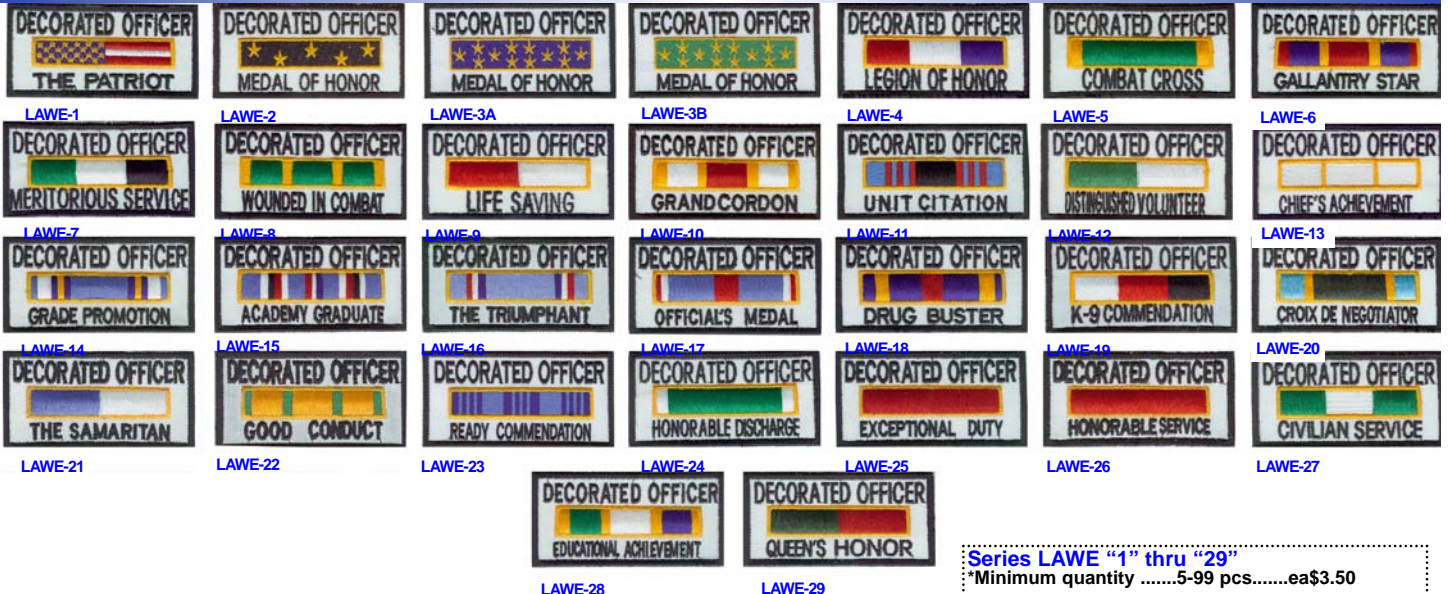 DECORATED OFFICER
THE PATRIOT
LAWE-1
DECORATED OFFICER
MEDAL OF HONOR
LAWE-2
DECORATED OFFICER
MEDAL OF HONOR
LAWE-3A
DECORATED OFFICER
MEDAL OF HONOR
LAWE-3B
DECORATED OFFICER
LEGION OF HONOR
LAWE-4
DECORATED OFFICER
COMBAT CROSS
LAWE-5
DECORATED OFFICER
GALLANTRY STAR
LAWE-6
DECORATED OFFICER
MERITORIOUS SERVICE
LAWE-7
DECORATED OFFICER
WOUNDED IN COMBAT
LAWE-8
DECORATED OFFICER
LIFE SAVING
LAWE-9
DECORATED OFFICER
GRAND CORDON
LAWE-10
DECORATED OFFICER
UNIT CITATION
LAWE-11
DECORATED OFFICER
DISTINGUISHED VOLUNTEER
LAWE-12
DECORATED OFFICER
CHIEF'S ACHIEVEMENT
LAWE-13
DECORATED OFFICER
GRADE PROMOTION
LAWE-14
DECORATED OFFICER
ACADEMY GRADUATE
LAWE-15
DECORATED OFFICER
THE TRIUMPHANT
LAWE-16
DECORATED OFFICER
OFFICIAL'S MEDAL
LAWE-17
DECORATED OFFICER
DRUG BUSTER
LAWE-18
DECORATED OFFICER
K-9 COMMENDATION
LAWE-19
DECORATED OFFICER
CROIX DE NEGOTIATOR
LAWE-20
DECORATED OFFICER
THE SAMARITAN
LAWE-21
DECORATED OFFICER
GOOD CONDUCT
LAWE-22
DECORATED OFFICER
READY COMMENDATION
LAWE-23
DECORATED OFFICER
HONORABLE DISCHARGE
LAWE-24
DECORATED OFFICER
EXCEPTIONAL DUTY
LAWE-25
DECORATED OFFICER
HONORABLE SERVICE
LAWE-26
DECORATED OFFICER
CIVILIAN SERVICE
LAWE-27
DECORATED OFFICER
EDUCATIONAL ACHIEVEMENT
LAWE-28
DECORATED OFFICER
QUEEN'S HONOR
LAWE-29
Series LAWE “1” thru “29”
*Minimum quantity .......5-99 pcs.......ea$3.50